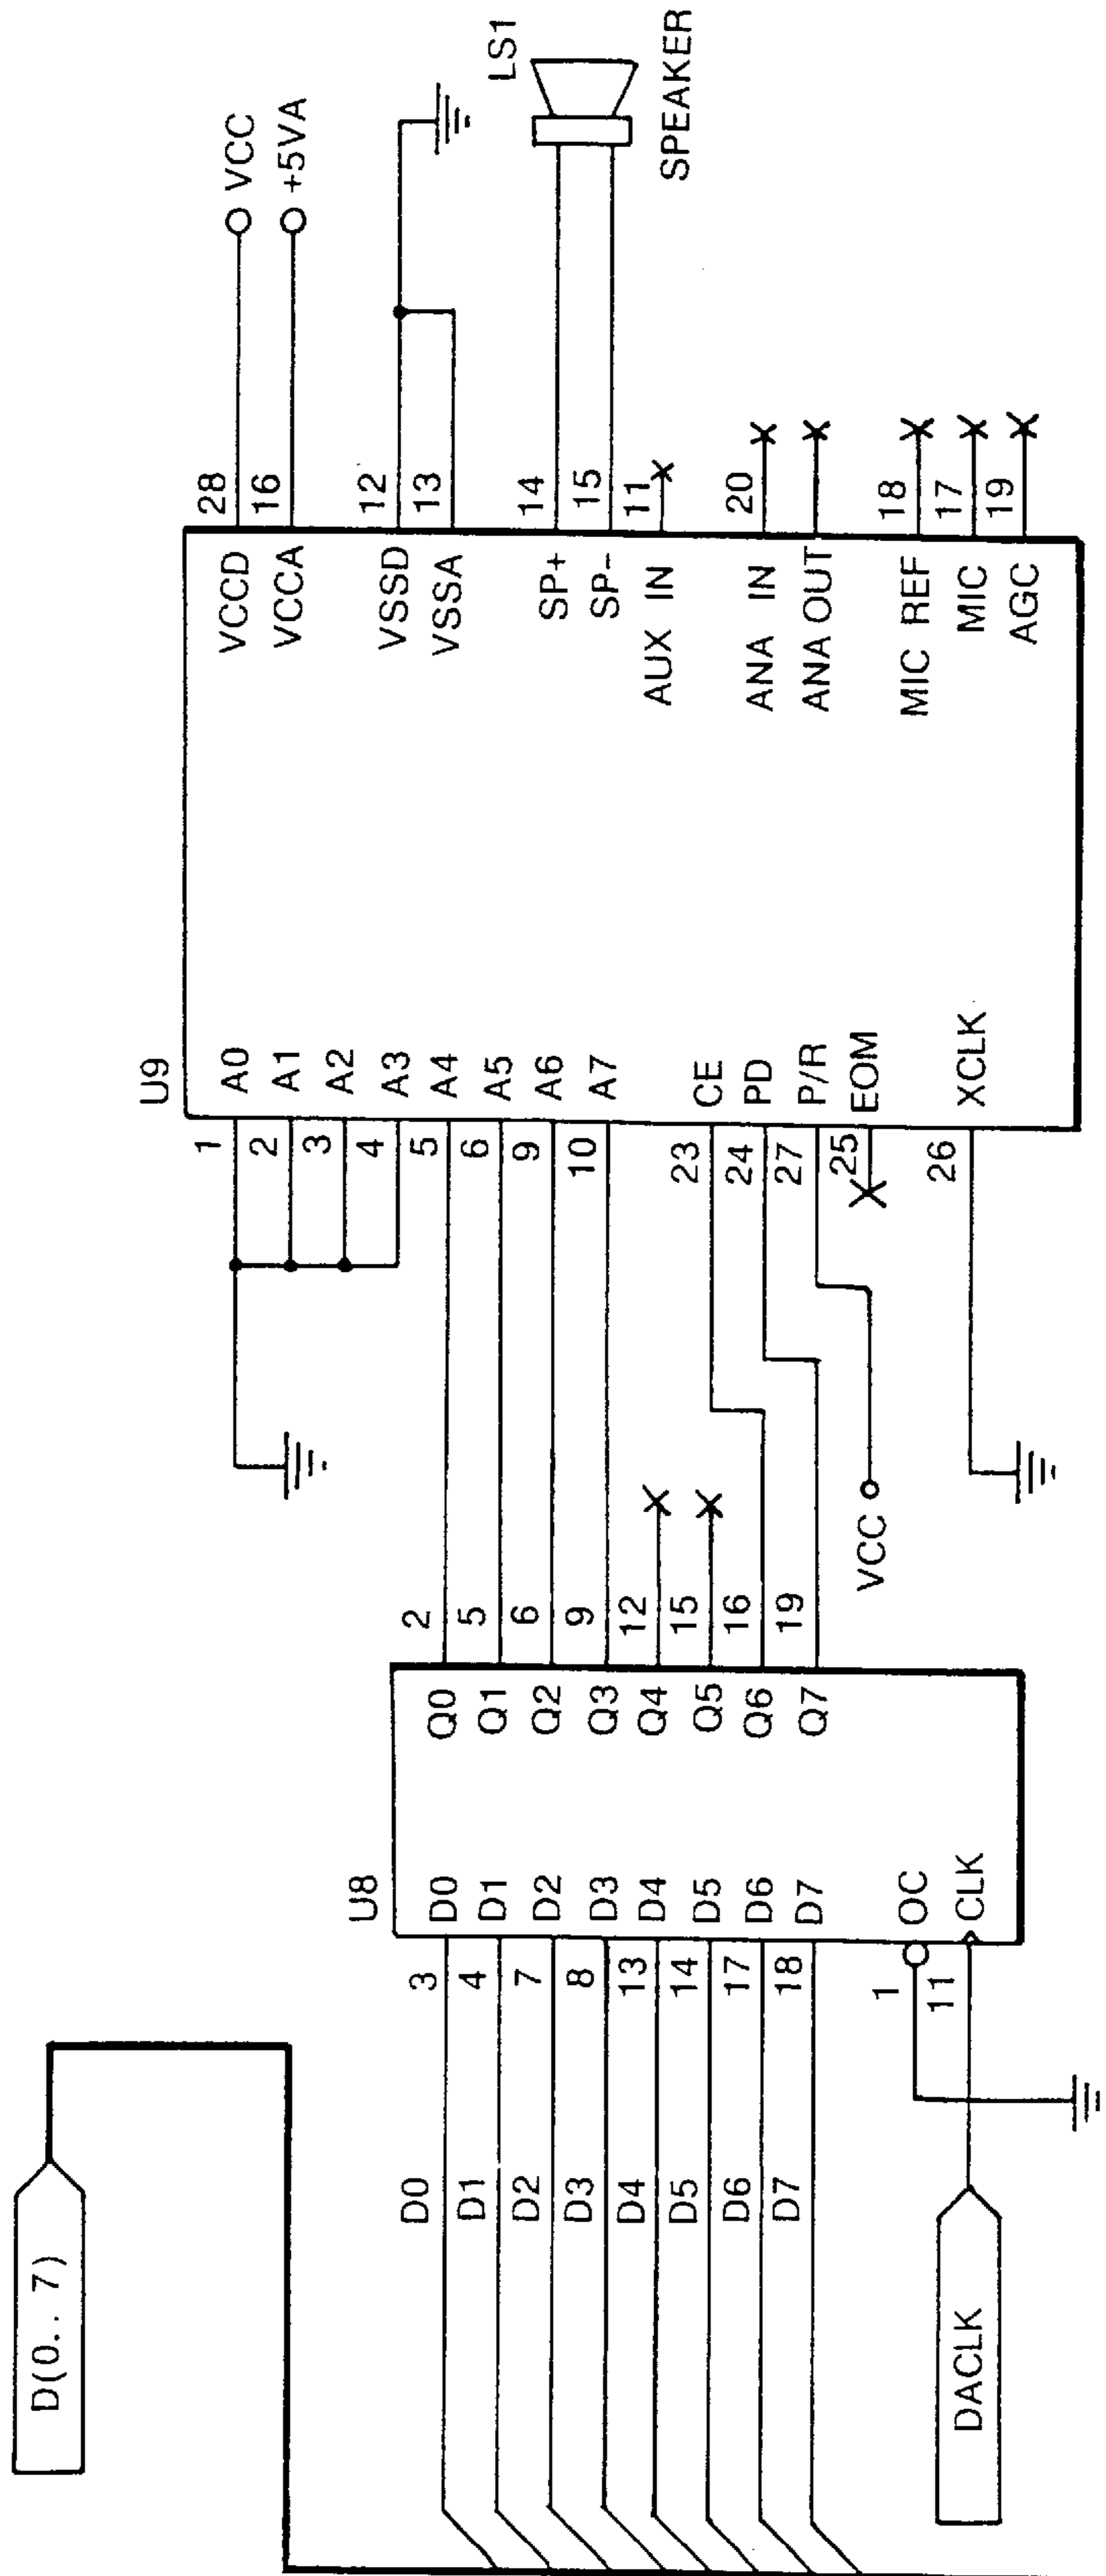 D(0.. 7)
D0
D1
D2
D3
D4
D5
D6
D7
DACLK
3
4
7
8
13
14
17
18
1
11
U8
D0
D1
D2
D3
D4
D5
D6
D7
OC
CLK
Q0
Q1
Q2
Q3
Q4
Q5
Q6
Q7
2
5
6
9
12
15
16
19
VCC
1
2
3
4
5
6
9
10
23
24
27
25
26
U9
A0
A1
A2
A3
A4
A5
A6
A7
CE
PD
P/R
EOM
XCLK
VCCD
VCCA
VSSD
VSSA
SP+
SP-
AUX IN
ANA IN
ANA OUT
MIC REF
MIC
AGC
28
16
12
13
14
15
11
20
18
17
19
VCC
+5VA
LS1
SPEAKER